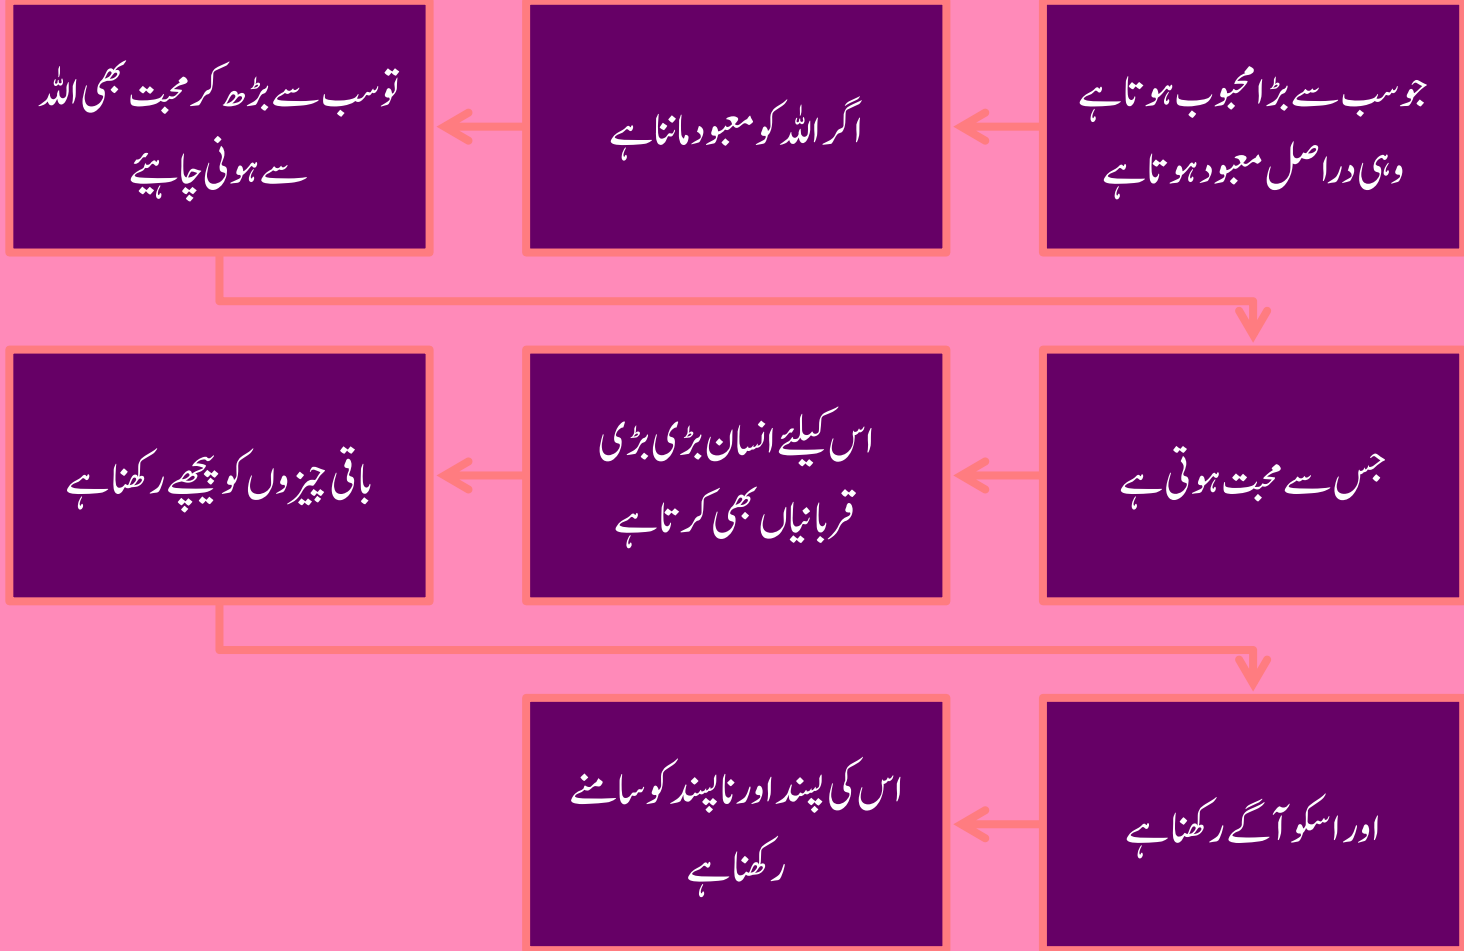 جو سب سے بڑا محبوب ہوتا ہے
وہی دراصل معبود ہوتا ہے
اگر اللہ کو معبود ماننا ہے
تو سب سے بڑھ کر محبت بھی اللہ
سے ہونی چاہیئے
جس سے محبت ہوتی ہے
اس کیلئے انسان بڑی بڑی
قربانیاں بھی کرتا ہے
باقی چیزوں کو پیچھے رکھنا ہے
اور اسکو آگے رکھنا ہے
اس کی پسند اور ناپسند کو سامنے
رکھنا ہے